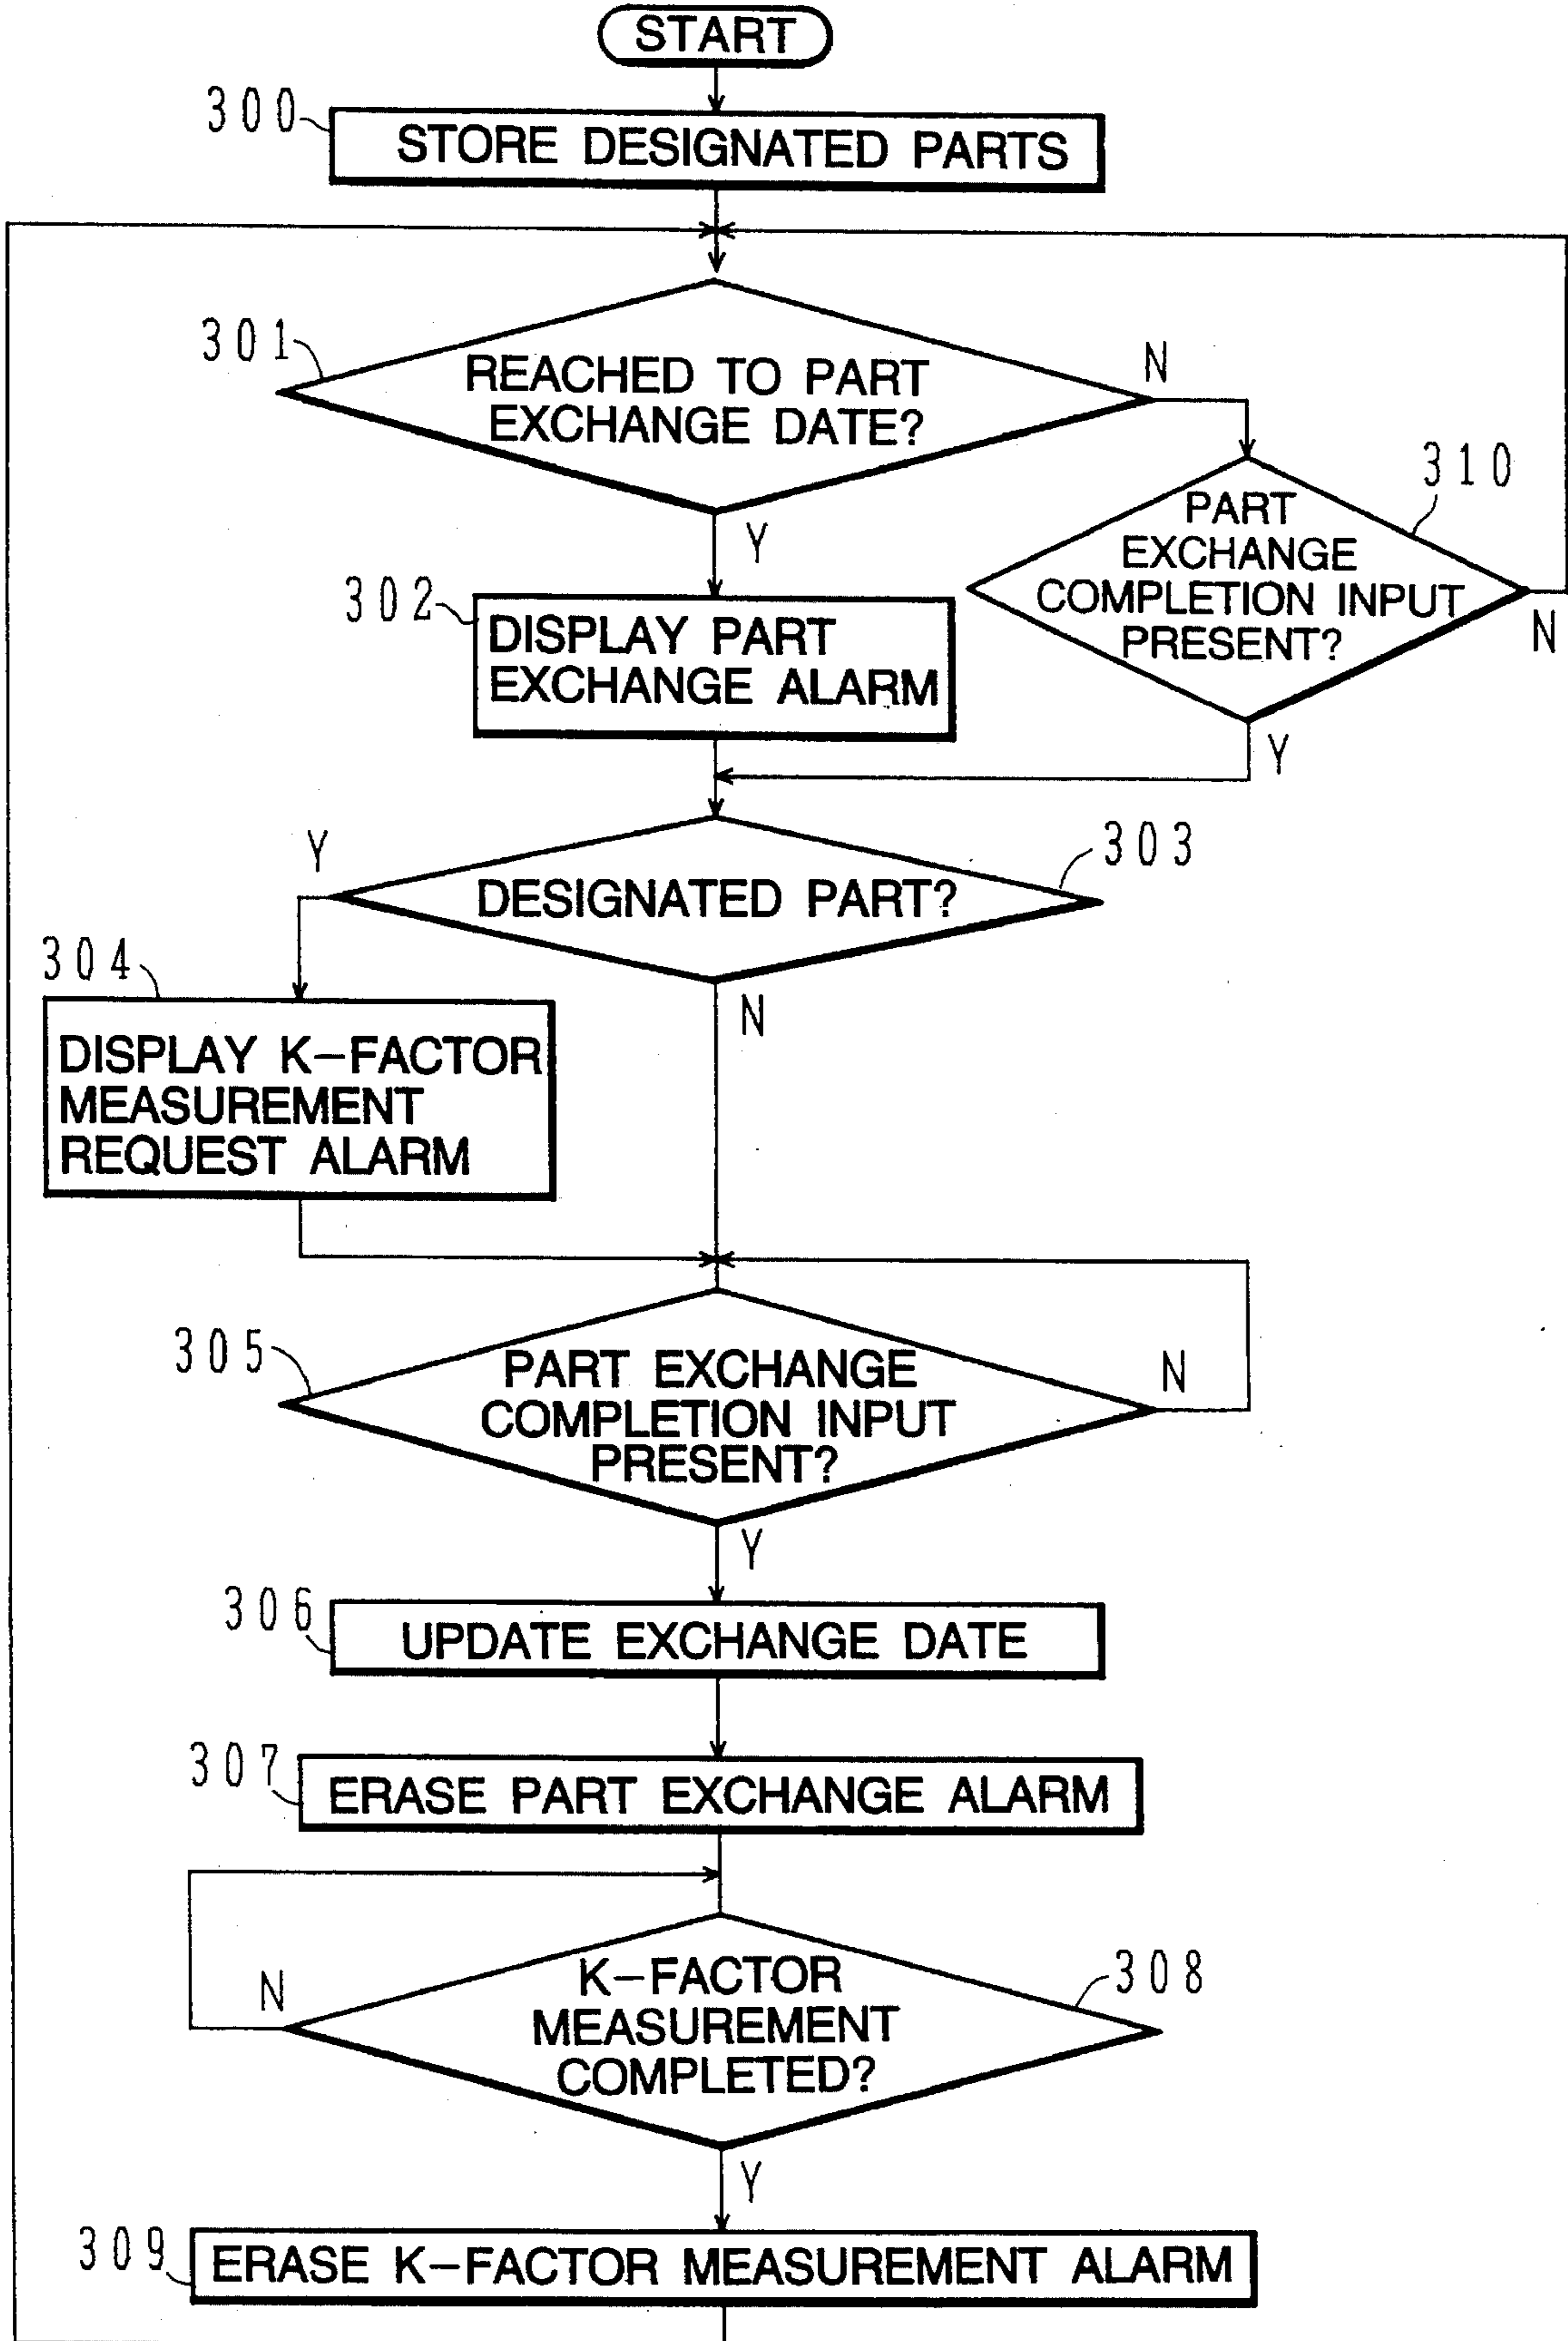 START
300
STORE DESIGNATED PARTS
301
REACHED TO PART
EXCHANGE DATE?
N
310
PART
EXCHANGE
COMPLETION INPUT
PRESENT?
N
Y
302
DISPLAY PART
EXCHANGE ALARM
Y
303
DESIGNATED PART?
Y
304
N
DISPLAY K-FACTOR
MEASUREMENT
REQUEST ALARM
305
PART EXCHANGE
COMPLETION INPUT
PRESENT?
N
Y
306
UPDATE EXCHANGE DATE
307
ERASE PART EXCHANGE ALARM
308
K-FACTOR
MEASUREMENT
COMPLETED?
N
Y
309
ERASE K-FACTOR MEASUREMENT ALARM